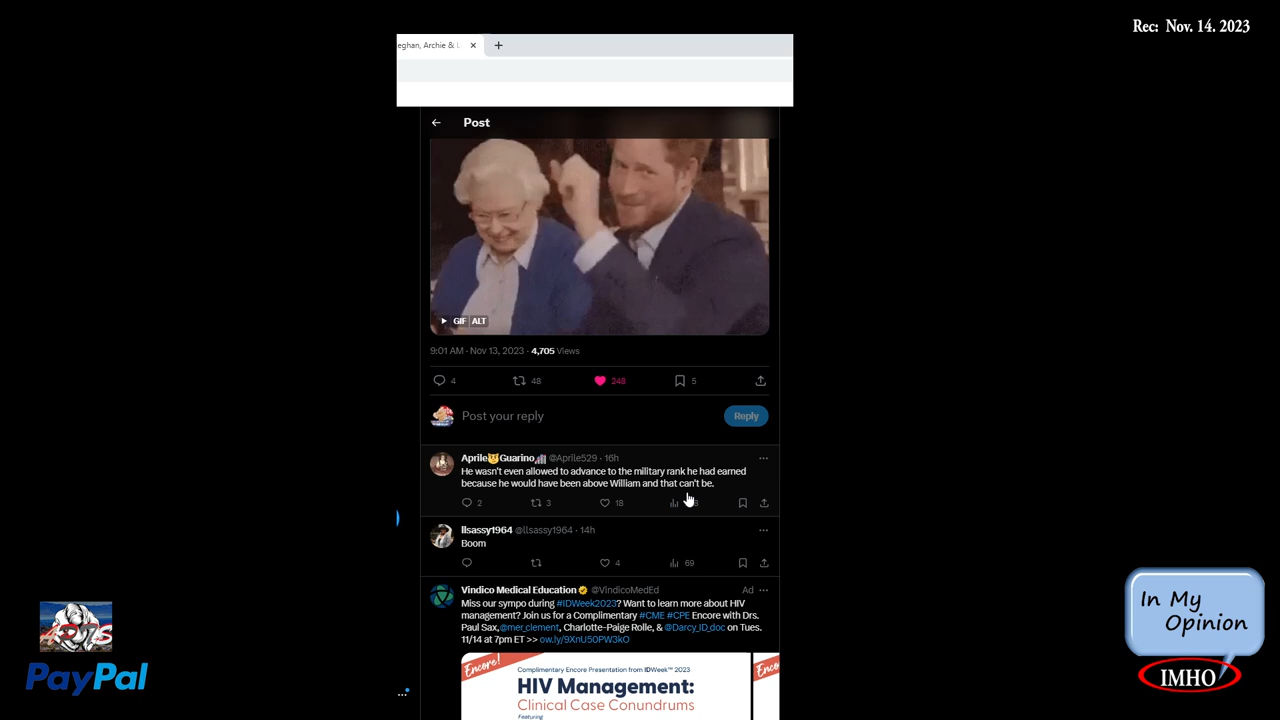 Rec: Nov. 14. 2023
eghan, Archie &
Post
GIF ALT
9:01 AM · Nov 13, 2023 · 4,705 Views
4 48 248 5
Post your reply
Reply
Aprile Guarino @Aprile529 · 16h
He wasn't even allowed to advance to the military rank he had earned
because he would have been above William and that can't be.
2 3 18
llsassy1964 @llsassy1964 · 14h
Boom
4 69
Vindico Medical Education @VindicoMedEd Ad
Miss our sympo during #IDWeek2023? Want to learn more about HIV
management? Join us for a Complimentary #CME #CPE Encore with Drs.
Paul Sax,@mer_clement, Charlotte-Paige Rolle, & @Darcy_ID_doc on Tues.
11/14 at 7pm ET >> ow.ly/9XnU50PW3kO
Encore!
Complimentary Encore Presentation from IDWeek™ 2023
HIV Management:
Clinical Case Conundrums
Featuring
PayPal
In My
Opinion
IMHO